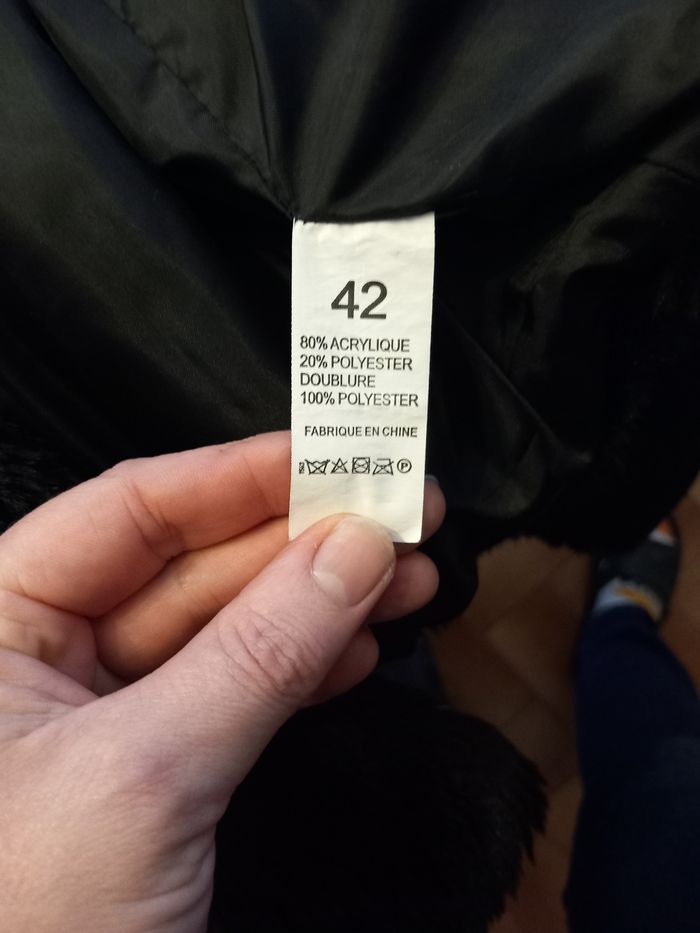 42
80% ACRYLIQUE
20% POLYESTER
DOUBLURE
100% POLYESTER
FABRIQUE EN CHINE
P